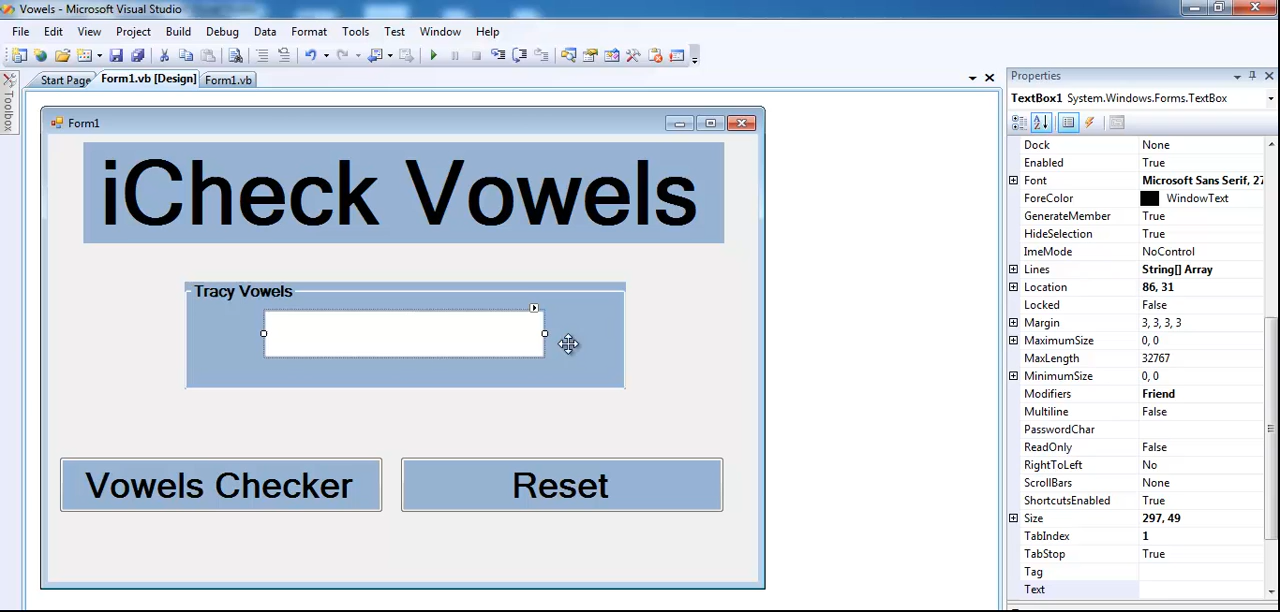 Vowels - Microsoft Visual Studio
File Edit View Project Build Debug Data Format Tools Test Window Help
Start Page Form1.vb [Design] Form1.vb
Toolbox
Form1
iCheck Vowels
Tracy Vowels
Vowels Checker Reset
Properties
TextBox1 System.Windows.Forms.TextBox
Dock None
Enabled True
Font Microsoft Sans Serif, 27
ForeColor WindowText
GenerateMember True
HideSelection True
ImeMode NoControl
Lines String[] Array
Location 86, 31
Locked False
Margin 3, 3, 3, 3
MaximumSize 0, 0
MaxLength 32767
MinimumSize 0, 0
Modifiers Friend
Multiline False
PasswordChar
ReadOnly False
RightToLeft No
ScrollBars None
ShortcutsEnabled True
Size 297, 49
TabIndex 1
TabStop True
Tag
Text